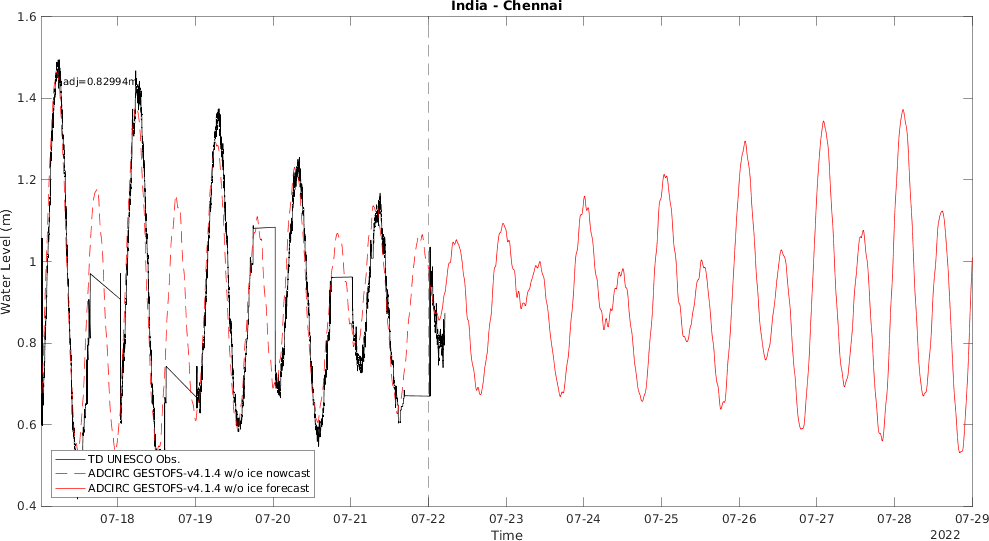 India - Chennai
1.6
1.4
1.2
1
0.8
0.6
0.4
Water Level (m)
adj=0.82994m
TD UNESCO Obs.
ADCIRC GESTOFS-v4.1.4 w/o ice nowcast
ADCIRC GESTOFS-v4.1.4 w/o ice forecast
07-18 07-19 07-20 07-21 07-22 07-23 07-24 07-25 07-26 07-27 07-28 07-29
Time
2022